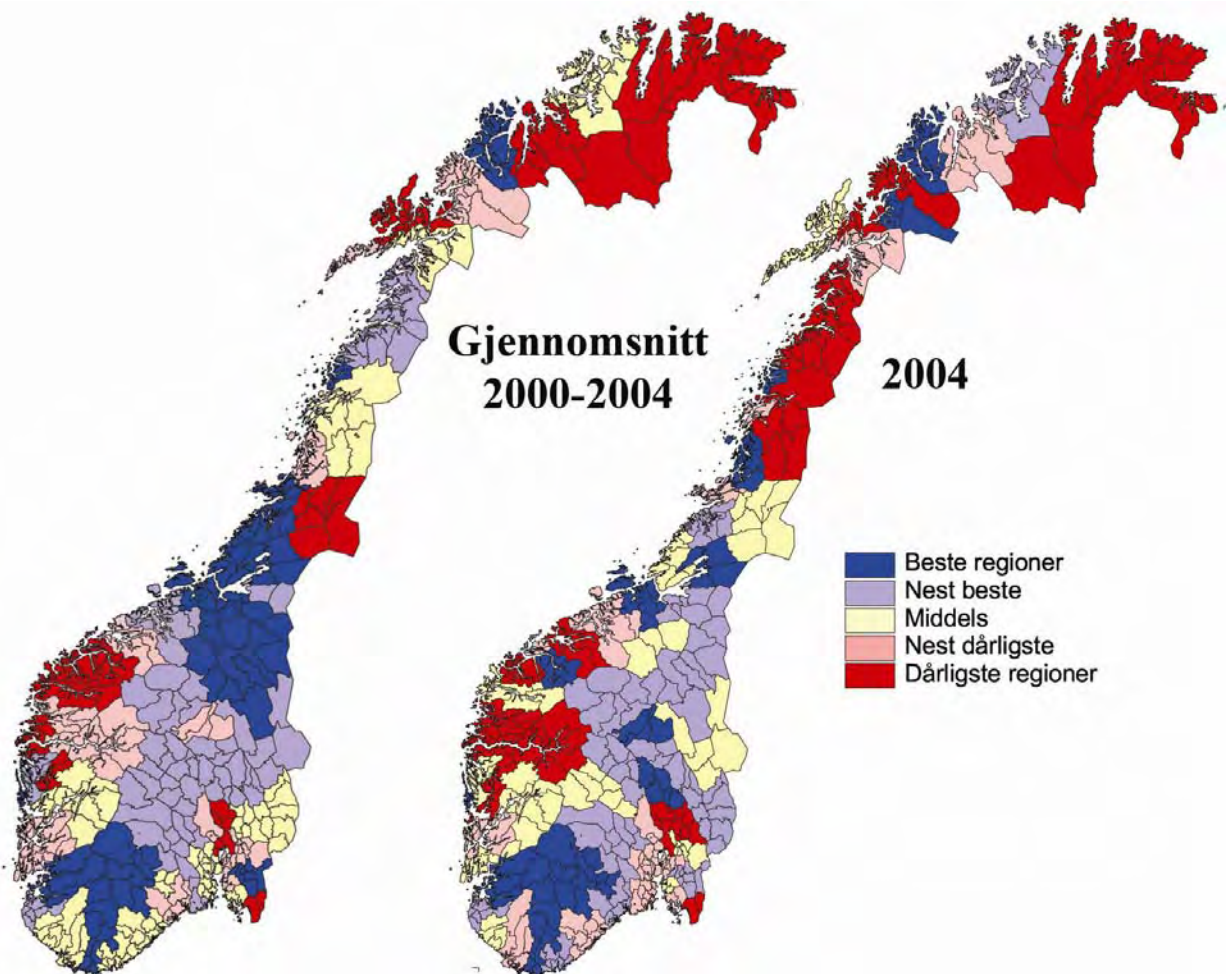 Gjennomsnitt
2000-2004
2004
Beste regioner
Nest beste
Middels
Nest dårligste
Dårligste regioner